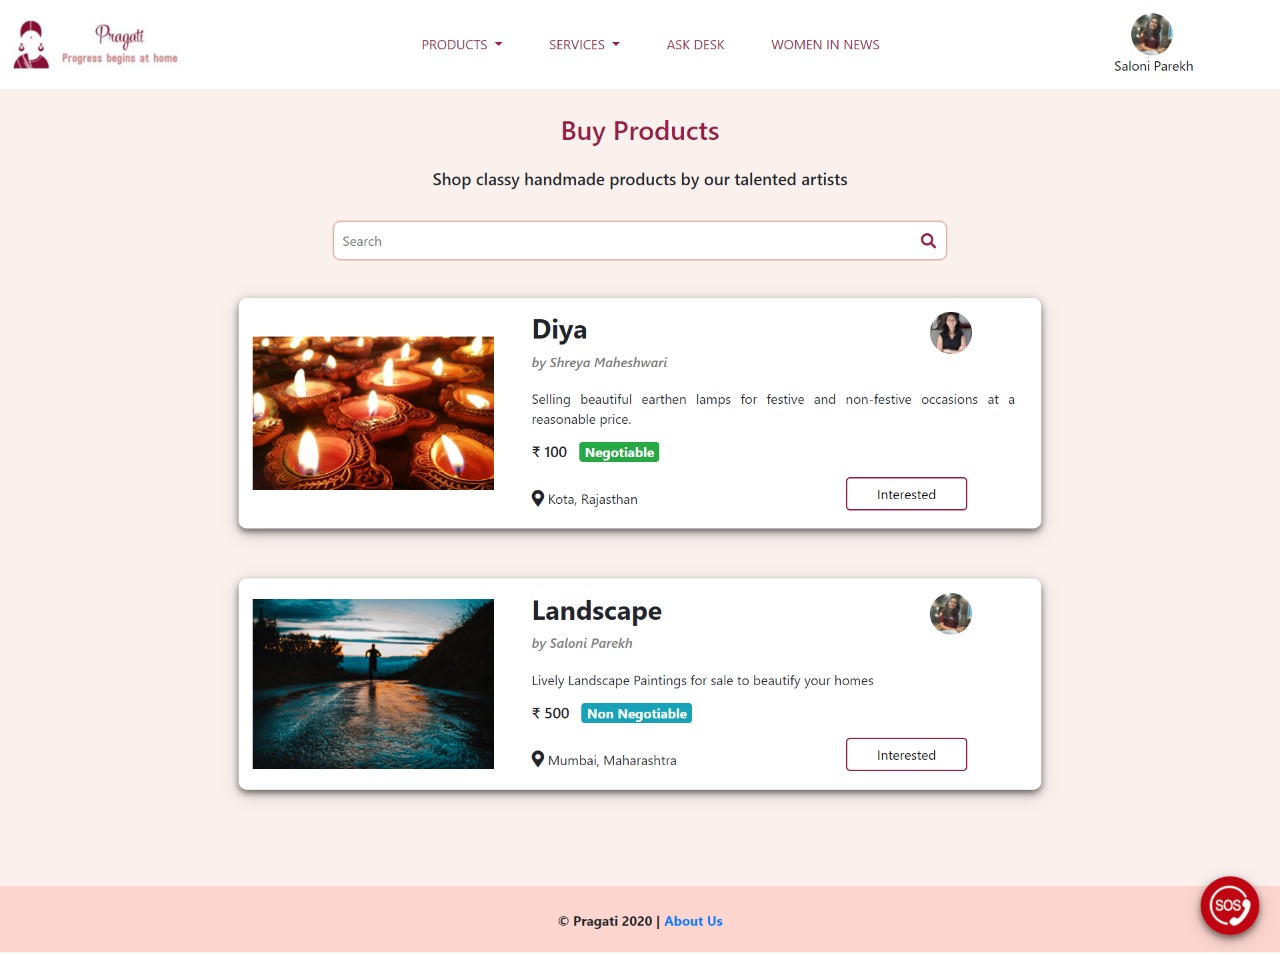 Pragati
Progress begins at home
PRODUCTS
SERVICES
ASK DESK
WOMEN IN NEWS
Saloni Parekh
Buy Products
Shop classy handmade products by our talented artists
Search
Diya
by Shreya Maheshwari
Selling beautiful earthen lamps for festive and non-festive occasions at a
reasonable price.
₹ 100 Negotiable
Kota, Rajasthan
Interested
Landscape
by Saloni Parekh
Lively Landscape Paintings for sale to beautify your homes
₹ 500 Non Negotiable
Mumbai, Maharashtra
Interested
© Pragati 2020 | About Us
SOS